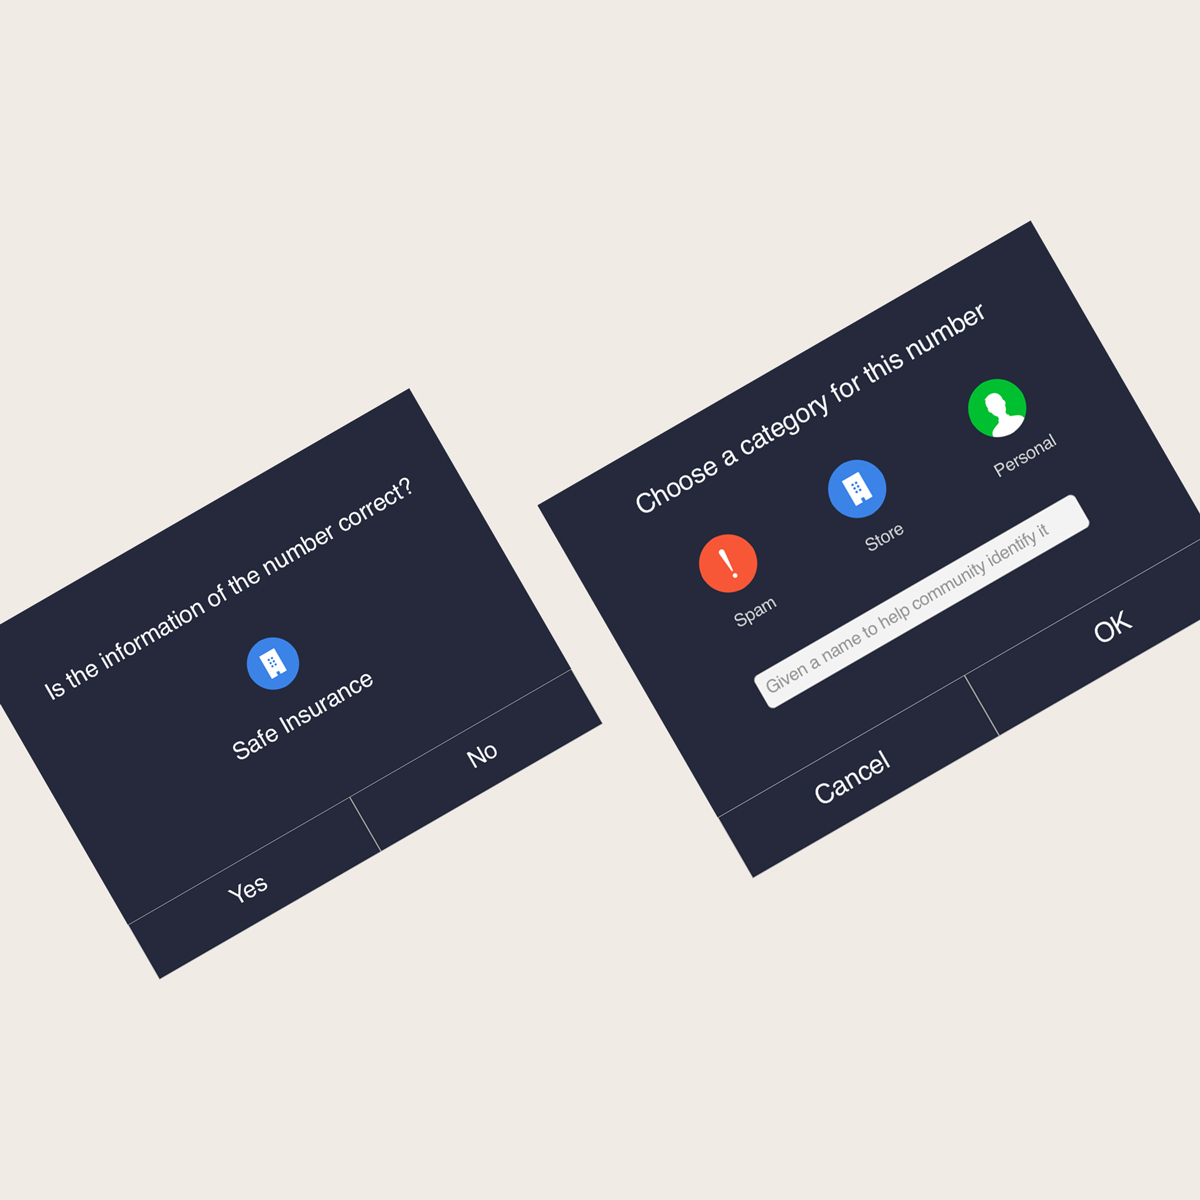 Is the information of the number correct?
Safe Insurance
Yes
No
Choose a category for this number
Spam
Store
Personal
Given a name to help community identify it
Cancel
OK